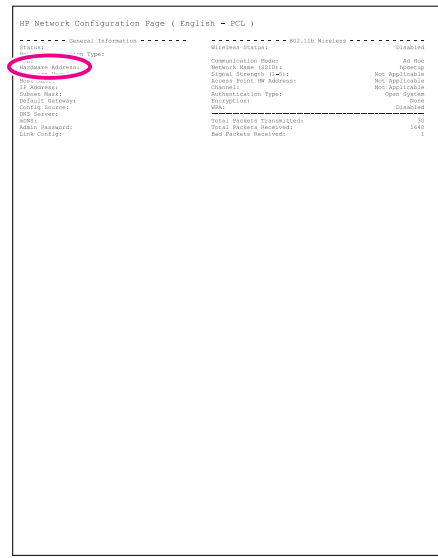 HP Network Configuration Page ( English - PCL )
General Information
Status:
Type:
Hardware Address:
Host Name:
IP Address:
Subnet Mask:
Default Gateway:
Config Source:
DNS Server:
mDNS:
Admin Password:
Link Config:
802.11b Wireless
Wireless Status: Disabled
Communication Mode: Ad Hoc
Network Name (SSID): hpsetup
Signal Strength (1-5): Not Applicable
Access Point HW Address: Not Applicable
Channel: Not Applicable
Authentication Type: Open System
Encryption: None
WPA: Disabled
Total Packets Transmitted: 30
Total Packets Received: 1640
Bad Packets Received: 1